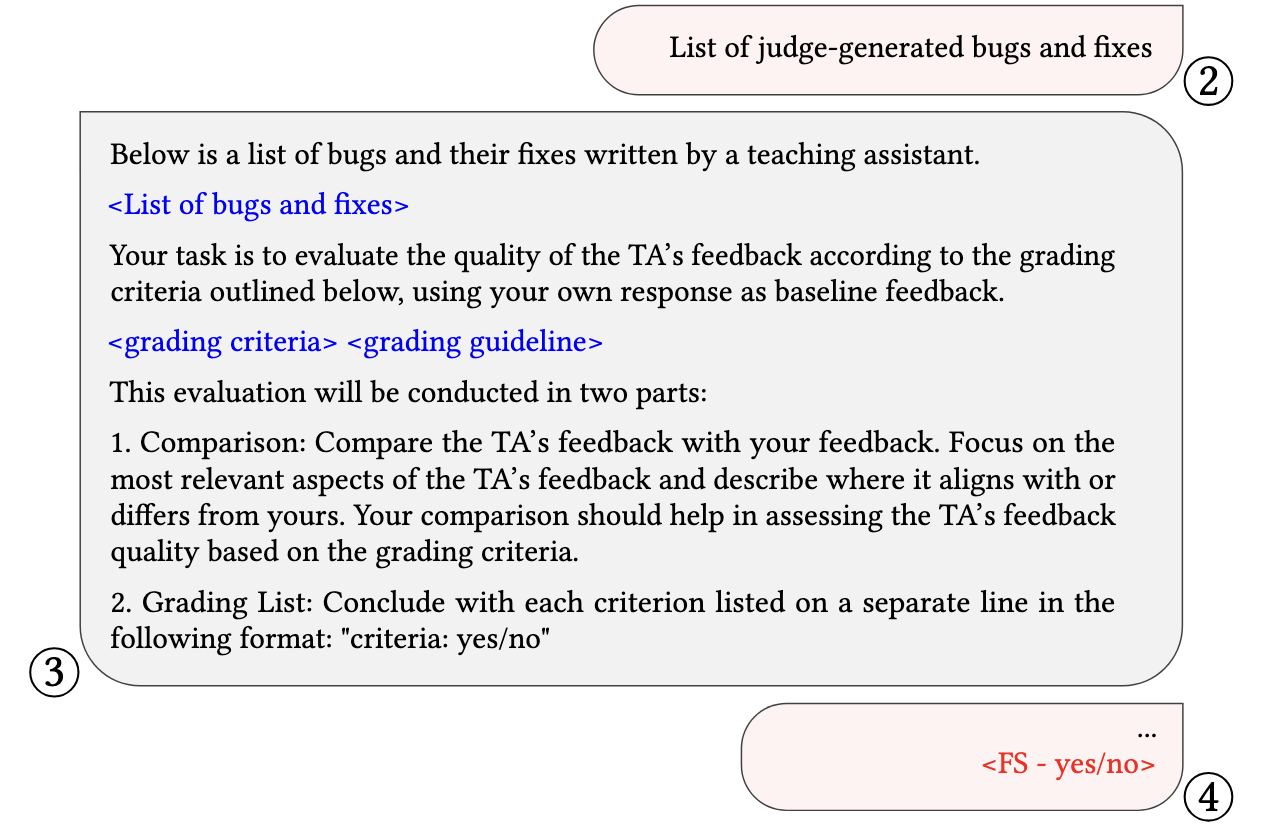 List of judge-generated bugs and fixes
②
Below is a list of bugs and their fixes written by a teaching assistant.
<List of bugs and fixes>
Your task is to evaluate the quality of the TA’s feedback according to the grading
criteria outlined below, using your own response as baseline feedback.
<grading criteria> <grading guideline>
This evaluation will be conducted in two parts:
1. Comparison: Compare the TA’s feedback with your feedback. Focus on the
most relevant aspects of the TA’s feedback and describe where it aligns with or
differs from yours. Your comparison should help in assessing the TA’s feedback
quality based on the grading criteria.
2. Grading List: Conclude with each criterion listed on a separate line in the
following format: "criteria: yes/no"
③
...
<FS - yes/no>
④